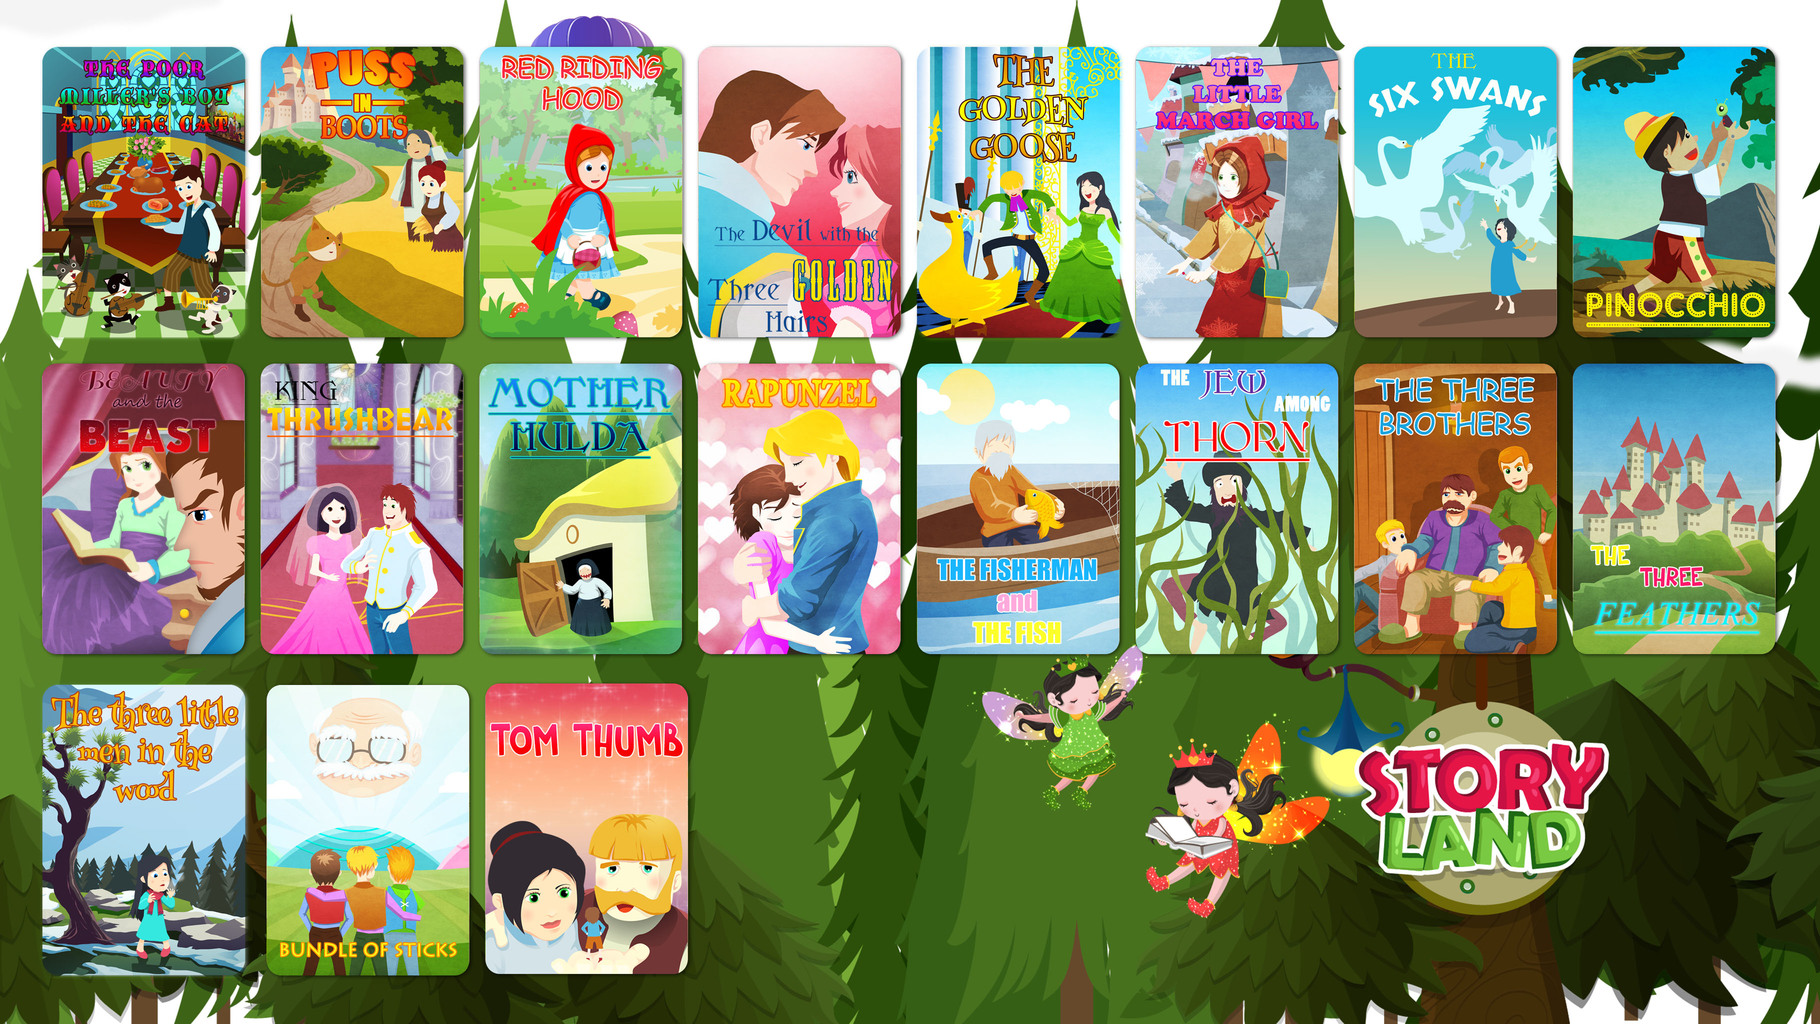 THE POOR
MILLER'S BOY
AND THE CAT
PUSS
IN
BOOTS
RED RIDING
HOOD
The Devil with the
Three GOLDEN
Hairs
THE
GOLDEN
GOOSE
THE
LITTLE
MARCH GIRL
THE
SIX SWANS
PINOCCHIO
BEAUTY
and the
BEAST
KING
THRUSHBEAR
MOTHER
HULDA
RAPUNZEL
THE FISHERMAN
and
THE FISH
THE JEW
AMONG
THORN
THE THREE
BROTHERS
THE
THREE
FEATHERS
The three little
men in the
wood
BUNDLE OF STICKS
TOM THUMB
STORY
LAND